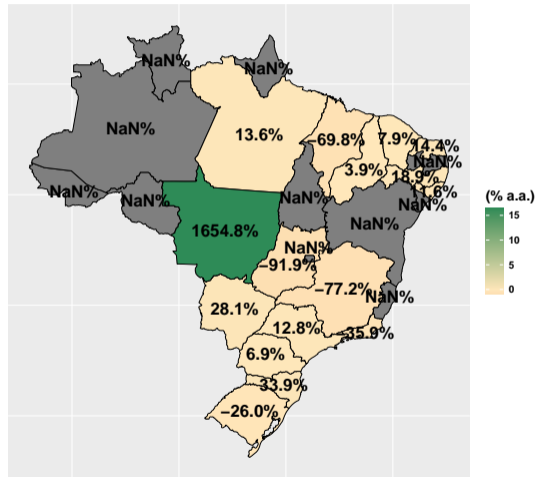 NaN%
NaN%
NaN%
13.6%
−69.8%
7.9%
14.4%
NaN%
3.9%
18.9%
NaN%
NaN%
NaN%
NaN%
NaN%
1654.8%
NaN%
−91.9%
−77.2%
NaN%
28.1%
12.8%
−35.9%
6.9%
33.9%
−26.0%
(% a.a.)
15
10
5
0